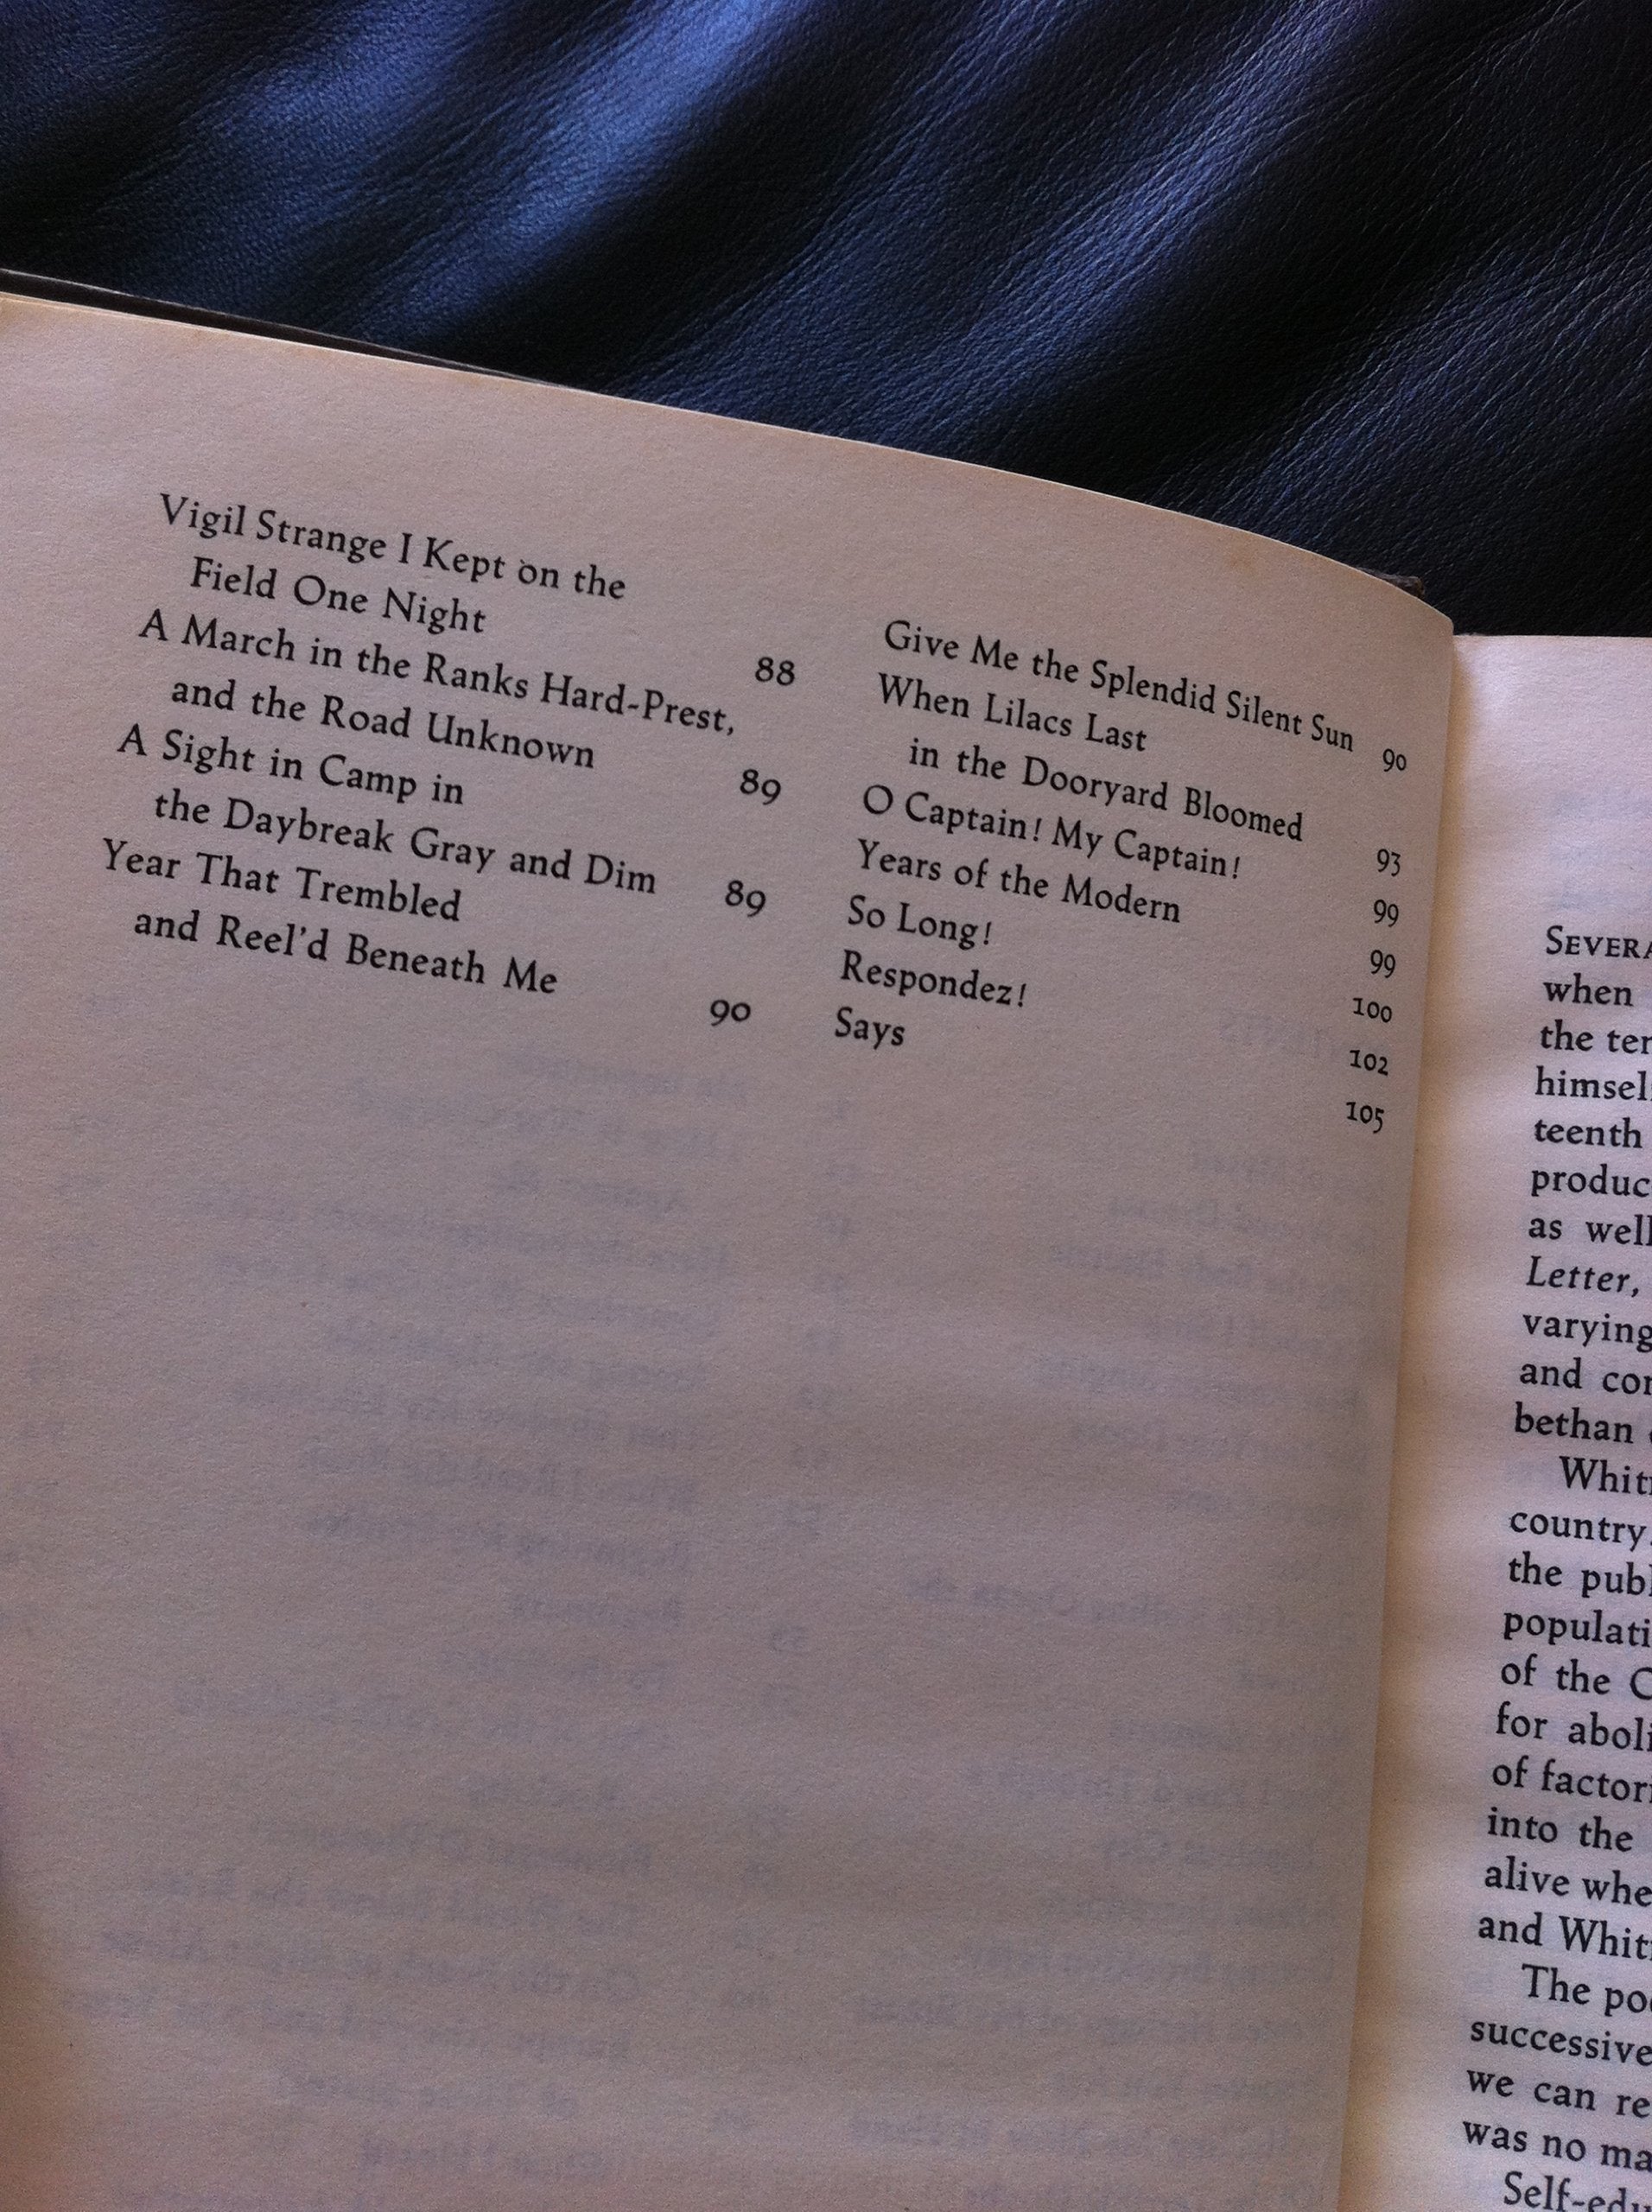 Vigil Strange I Kept on the
Field One Night 88
A March in the Ranks Hard-Prest,
and the Road Unknown 89
A Sight in Camp in
the Daybreak Gray and Dim 89
Year That Trembled
and Reel'd Beneath Me 90
Give Me the Splendid Silent Sun 90
When Lilacs Last
in the Dooryard Bloomed 93
O Captain! My Captain! 99
Years of the Modern 99
So Long! 100
Respondez! 102
Says 105
when
the
himsel
teenth
produc
as well
Letter,
varying
and
bethan
Whit
country.
the publ
populati
of the C
for aboli
of factori
into the
alive whe
and Whit
The po
successive
we can re
was no ma
Self-edu